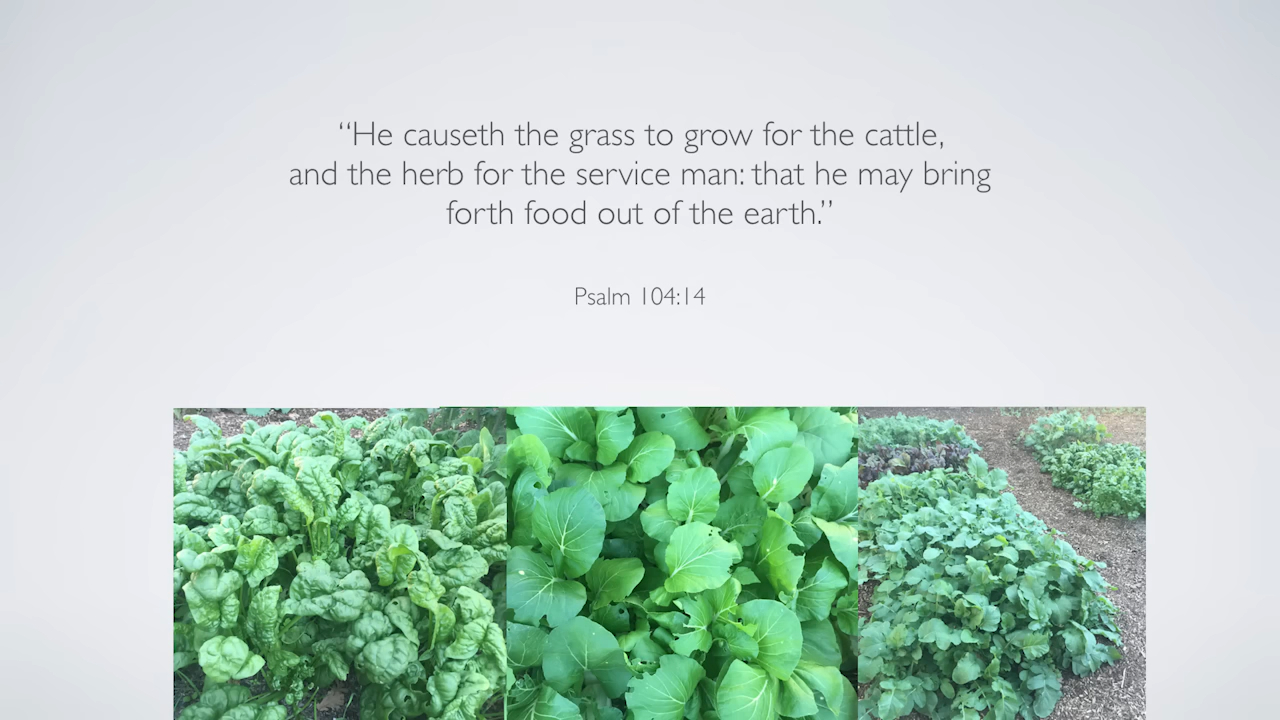 “He causeth the grass to grow for the cattle,
and the herb for the service man: that he may bring
forth food out of the earth.”
Psalm 104:14